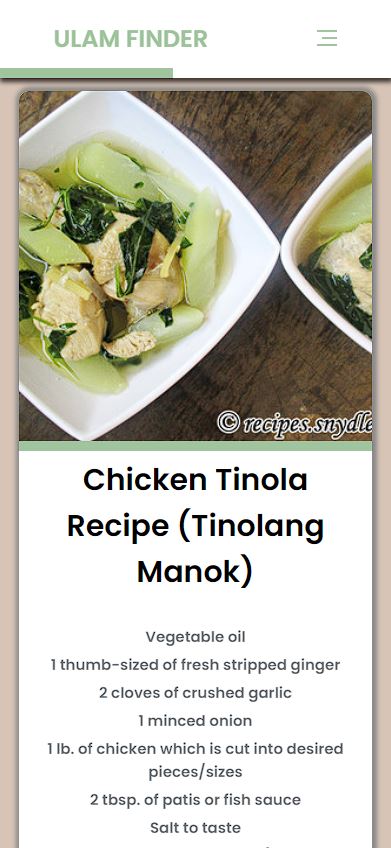 ULAM FINDER
© recipes.snydle
Chicken Tinola
Recipe (Tinolang
Manok)
Vegetable oil
1 thumb-sized of fresh stripped ginger
2 cloves of crushed garlic
1 minced onion
1 lb. of chicken which is cut into desired
pieces/sizes
2 tbsp. of patis or fish sauce
Salt to taste